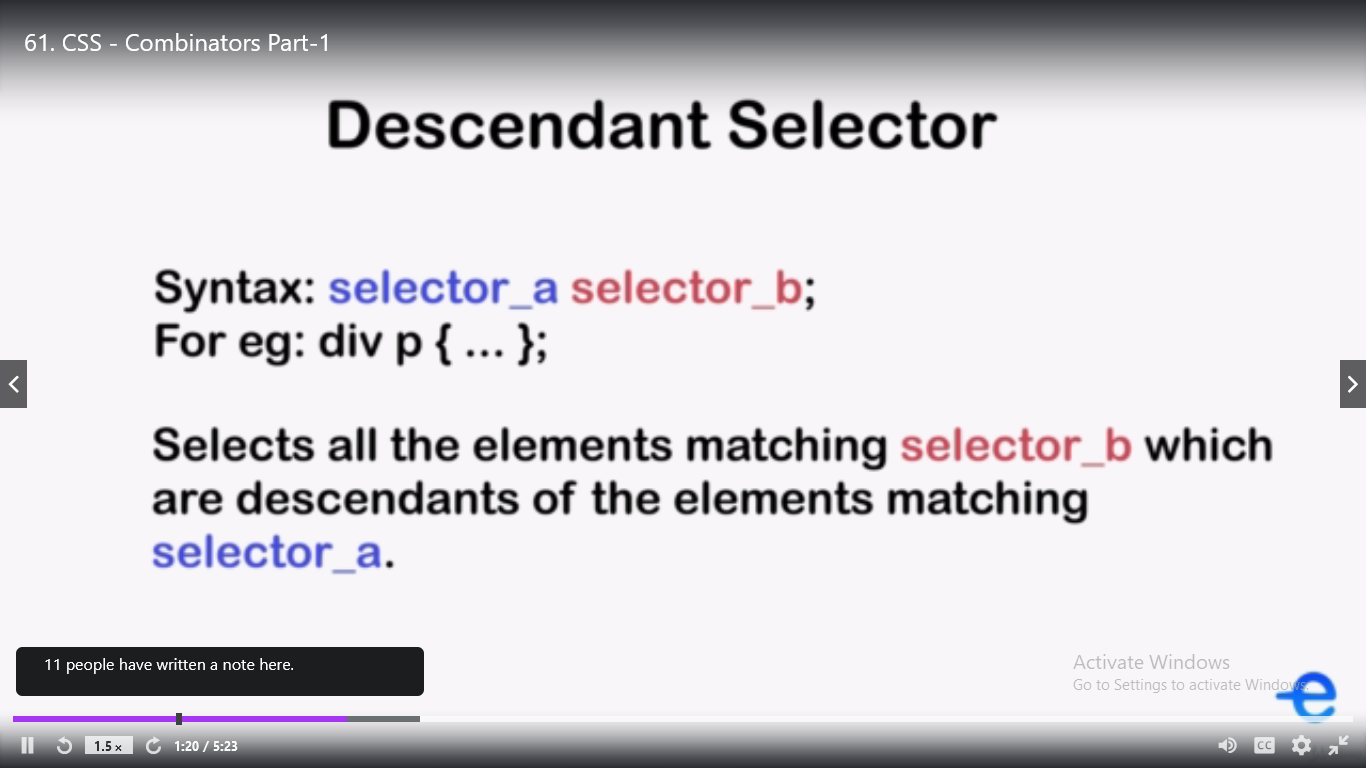 61. CSS - Combinators Part-1
Descendant Selector
Syntax: selector_a selector_b;
For eg: div p { ... };
Selects all the elements matching selector_b which
are descendants of the elements matching
selector_a.
11 people have written a note here.
Activate Windows
Go to Settings to activate Windows.
1.5 x
1:20 / 5:23
CC